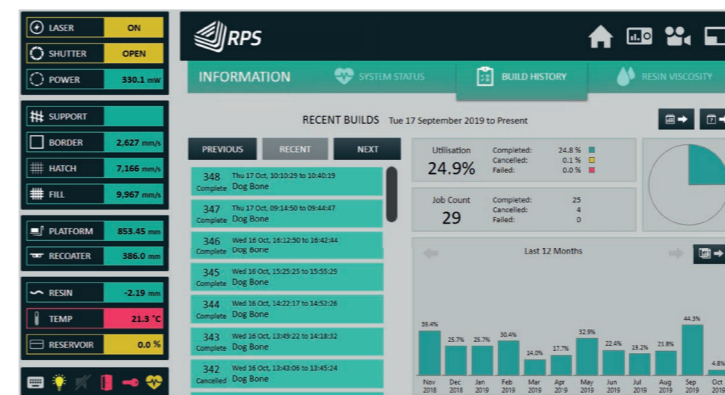 LASER ON
SHUTTER OPEN
POWER 330.1 mW
SUPPORT
BORDER 2,627 mm/s
HATCH 7,166 mm/s
FILL 9,967 mm/s
PLATFORM 853.45 mm
RECOATER 386.0 mm
RESIN -2.19 mm
TEMP 21.3 °C
RESERVOIR 0.0 %
RPS
INFORMATION SYSTEM STATUS BUILD HISTORY RESIN VISCOSITY
RECENT BUILDS Tue 17 September 2019 to Present
PREVIOUS RECENT NEXT
348 Thu 17 Oct, 10:10:29 to 10:40:19
Complete Dog Bone
347 Thu 17 Oct, 09:14:50 to 09:44:47
Complete Dog Bone
346 Wed 16 Oct, 16:12:50 to 16:42:44
Complete Dog Bone
345 Wed 16 Oct, 15:25:25 to 15:55:29
Complete Dog Bone
344 Wed 16 Oct, 14:22:17 to 14:52:26
Complete Dog Bone
343 Wed 16 Oct, 13:49:22 to 14:18:32
Complete Dog Bone
342 Wed 16 Oct, 13:43:06 to 13:45:24
Cancelled Dog Bone
Utilisation
24.9%
Completed: 24.8 %
Cancelled: 0.1 %
Failed: 0.0 %
Job Count
29
Completed: 25
Cancelled: 4
Failed: 0
Last 12 Months
39.4% 25.7% 25.7% 30.4% 14.0% 17.7% 32.9% 22.4% 19.2% 21.8% 44.3% 4.8%
Nov Dec Jan Feb Mar Apr May Jun Jul Aug Sep Oct
2018 2018 2019 2019 2019 2019 2019 2019 2019 2019 2019 2019